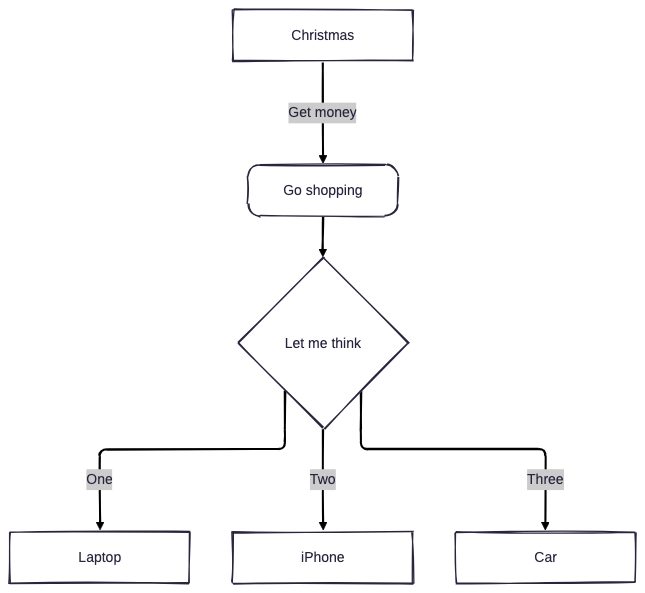 Christmas
Get money
Go shopping
Let me think
One
Two
Three
Laptop
iPhone
Car